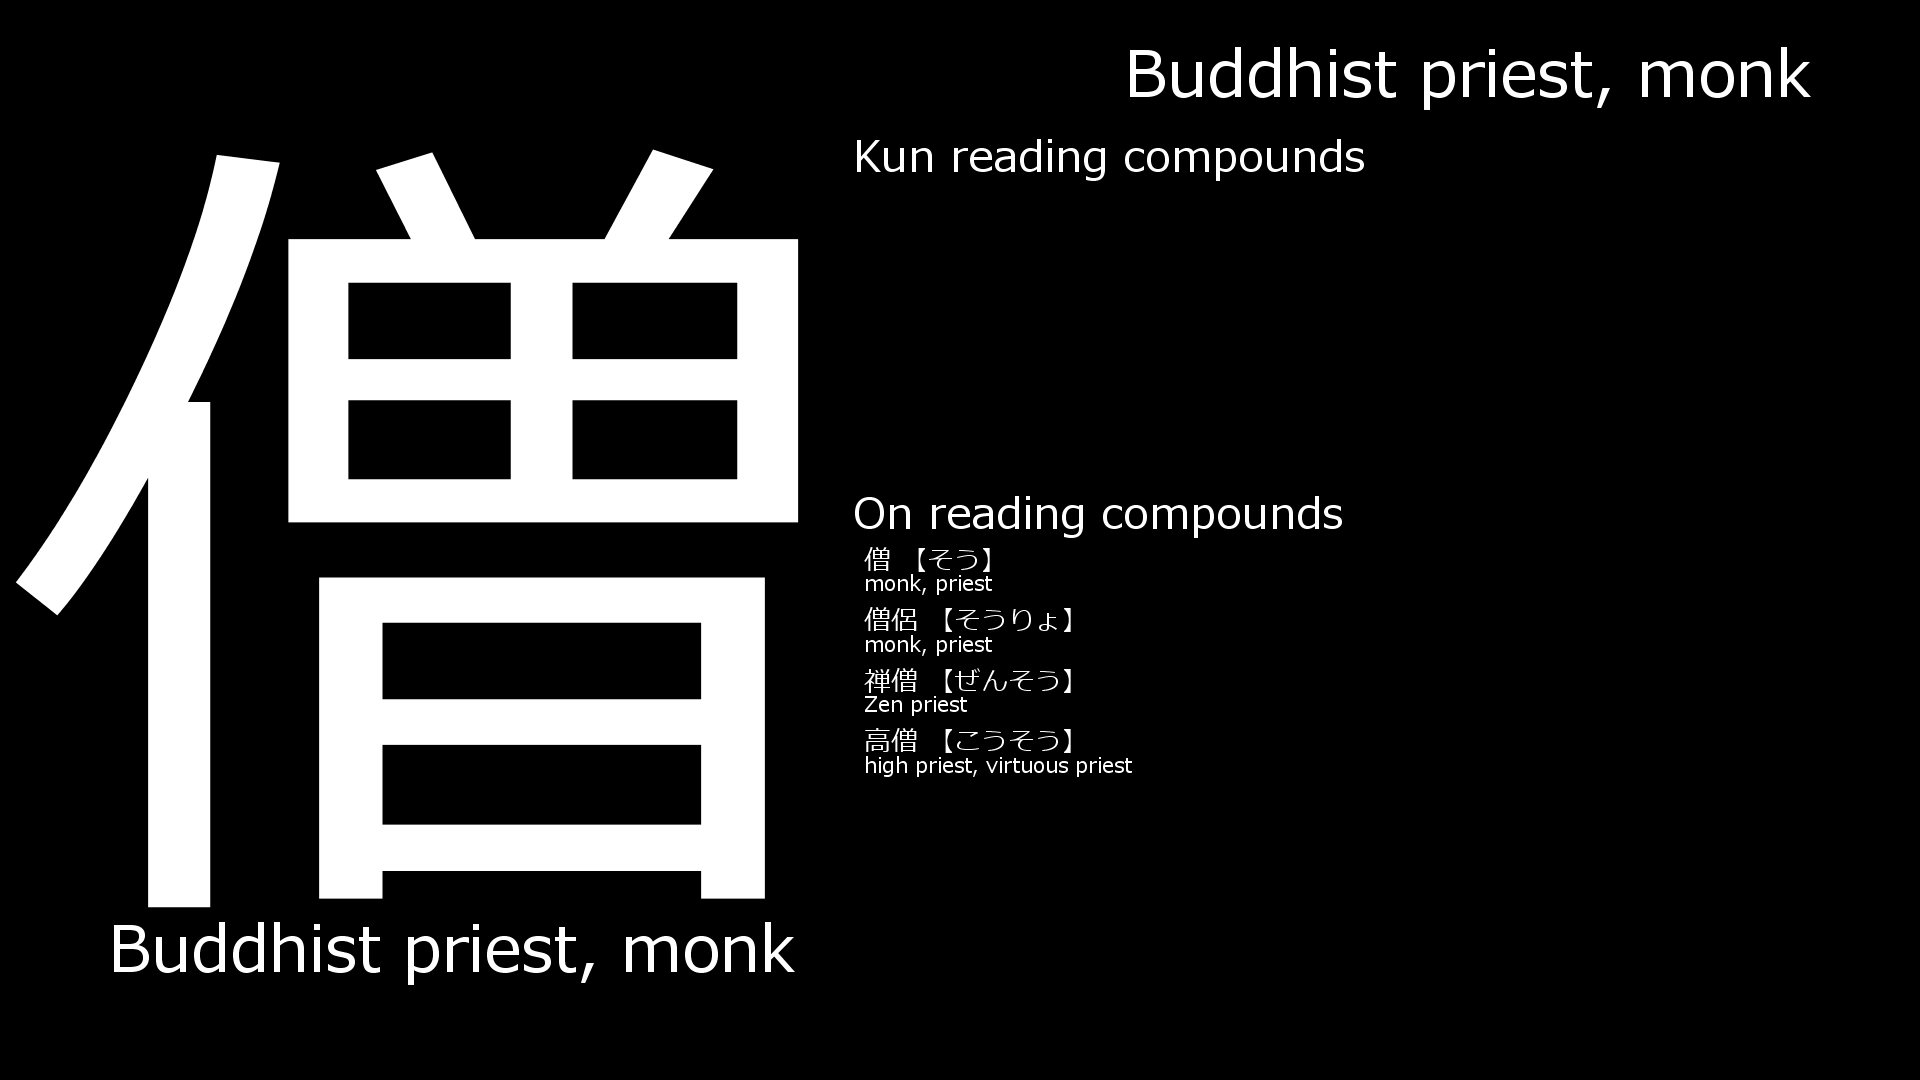 僧
Buddhist priest, monk
Buddhist priest, monk
Kun reading compounds
On reading compounds
僧 【そう】
monk, priest
僧侶 【そうりょ】
monk, priest
禅僧 【ぜんそう】
Zen priest
高僧 【こうそう】
high priest, virtuous priest